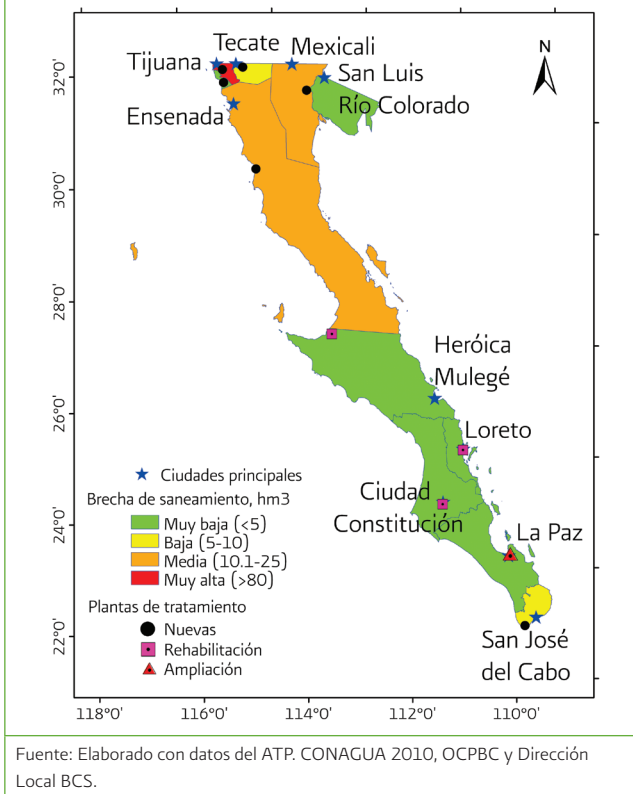 Tecate
Mexicali
Tijuana
San Luis
Río Colorado
Ensenada
N
32°0'
30°0'
28°0'
26°0'
24°0'
22°0'
Heróica
Mulegé
Loreto
Ciudad
Constitución
La Paz
San José
del Cabo
Ciudades principales
Brecha de saneamiento, hm3
Muy baja (<5)
Baja (5-10)
Media (10.1-25)
Muy alta (>80)
Plantas de tratamiento
Nuevas
Rehabilitación
Ampliación
118°0' 116°0' 114°0' 112°0' 110°0'
Fuente: Elaborado con datos del ATP. CONAGUA 2010, OCPBC y Dirección
Local BCS.